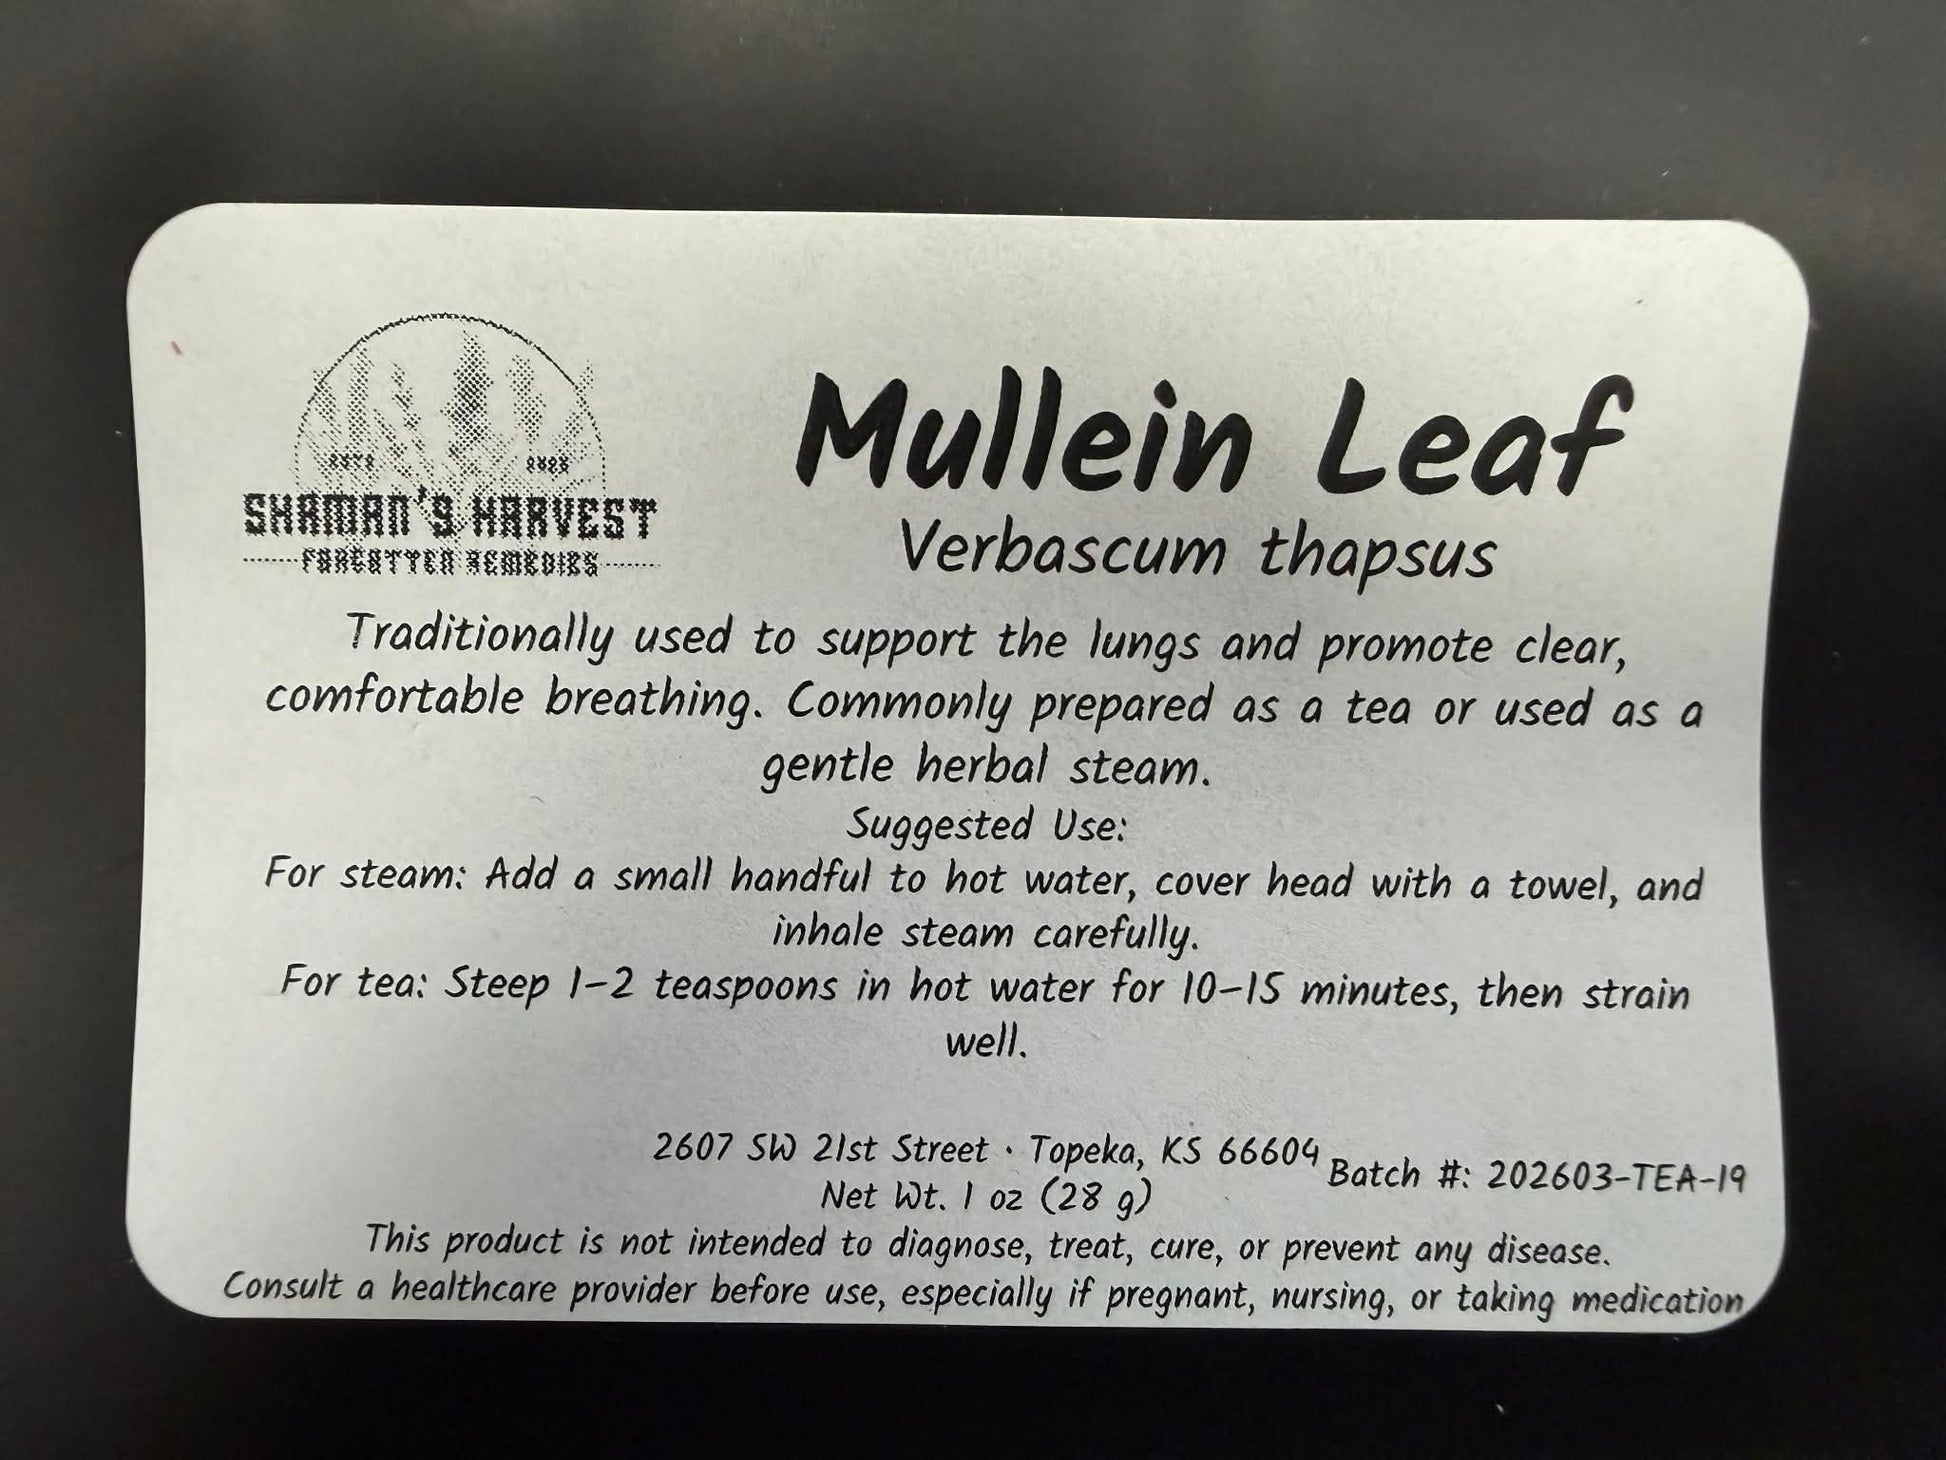 SHAMAN'S HARVEST
FORGOTTEN REMEDIES
Mullein Leaf
Verbascum thapsus
Traditionally used to support the lungs and promote clear,
comfortable breathing. Commonly prepared as a tea or used as a
gentle herbal steam.
Suggested Use:
For steam: Add a small handful to hot water, cover head with a towel, and
inhale steam carefully.
For tea: Steep 1-2 teaspoons in hot water for 10-15 minutes, then strain
well.
2607 SW 21st Street · Topeka, KS 66604
Batch #: 202603-TEA-19
Net Wt. 1 oz (28 g)
This product is not intended to diagnose, treat, cure, or prevent any disease.
Consult a healthcare provider before use, especially if pregnant, nursing, or taking medication